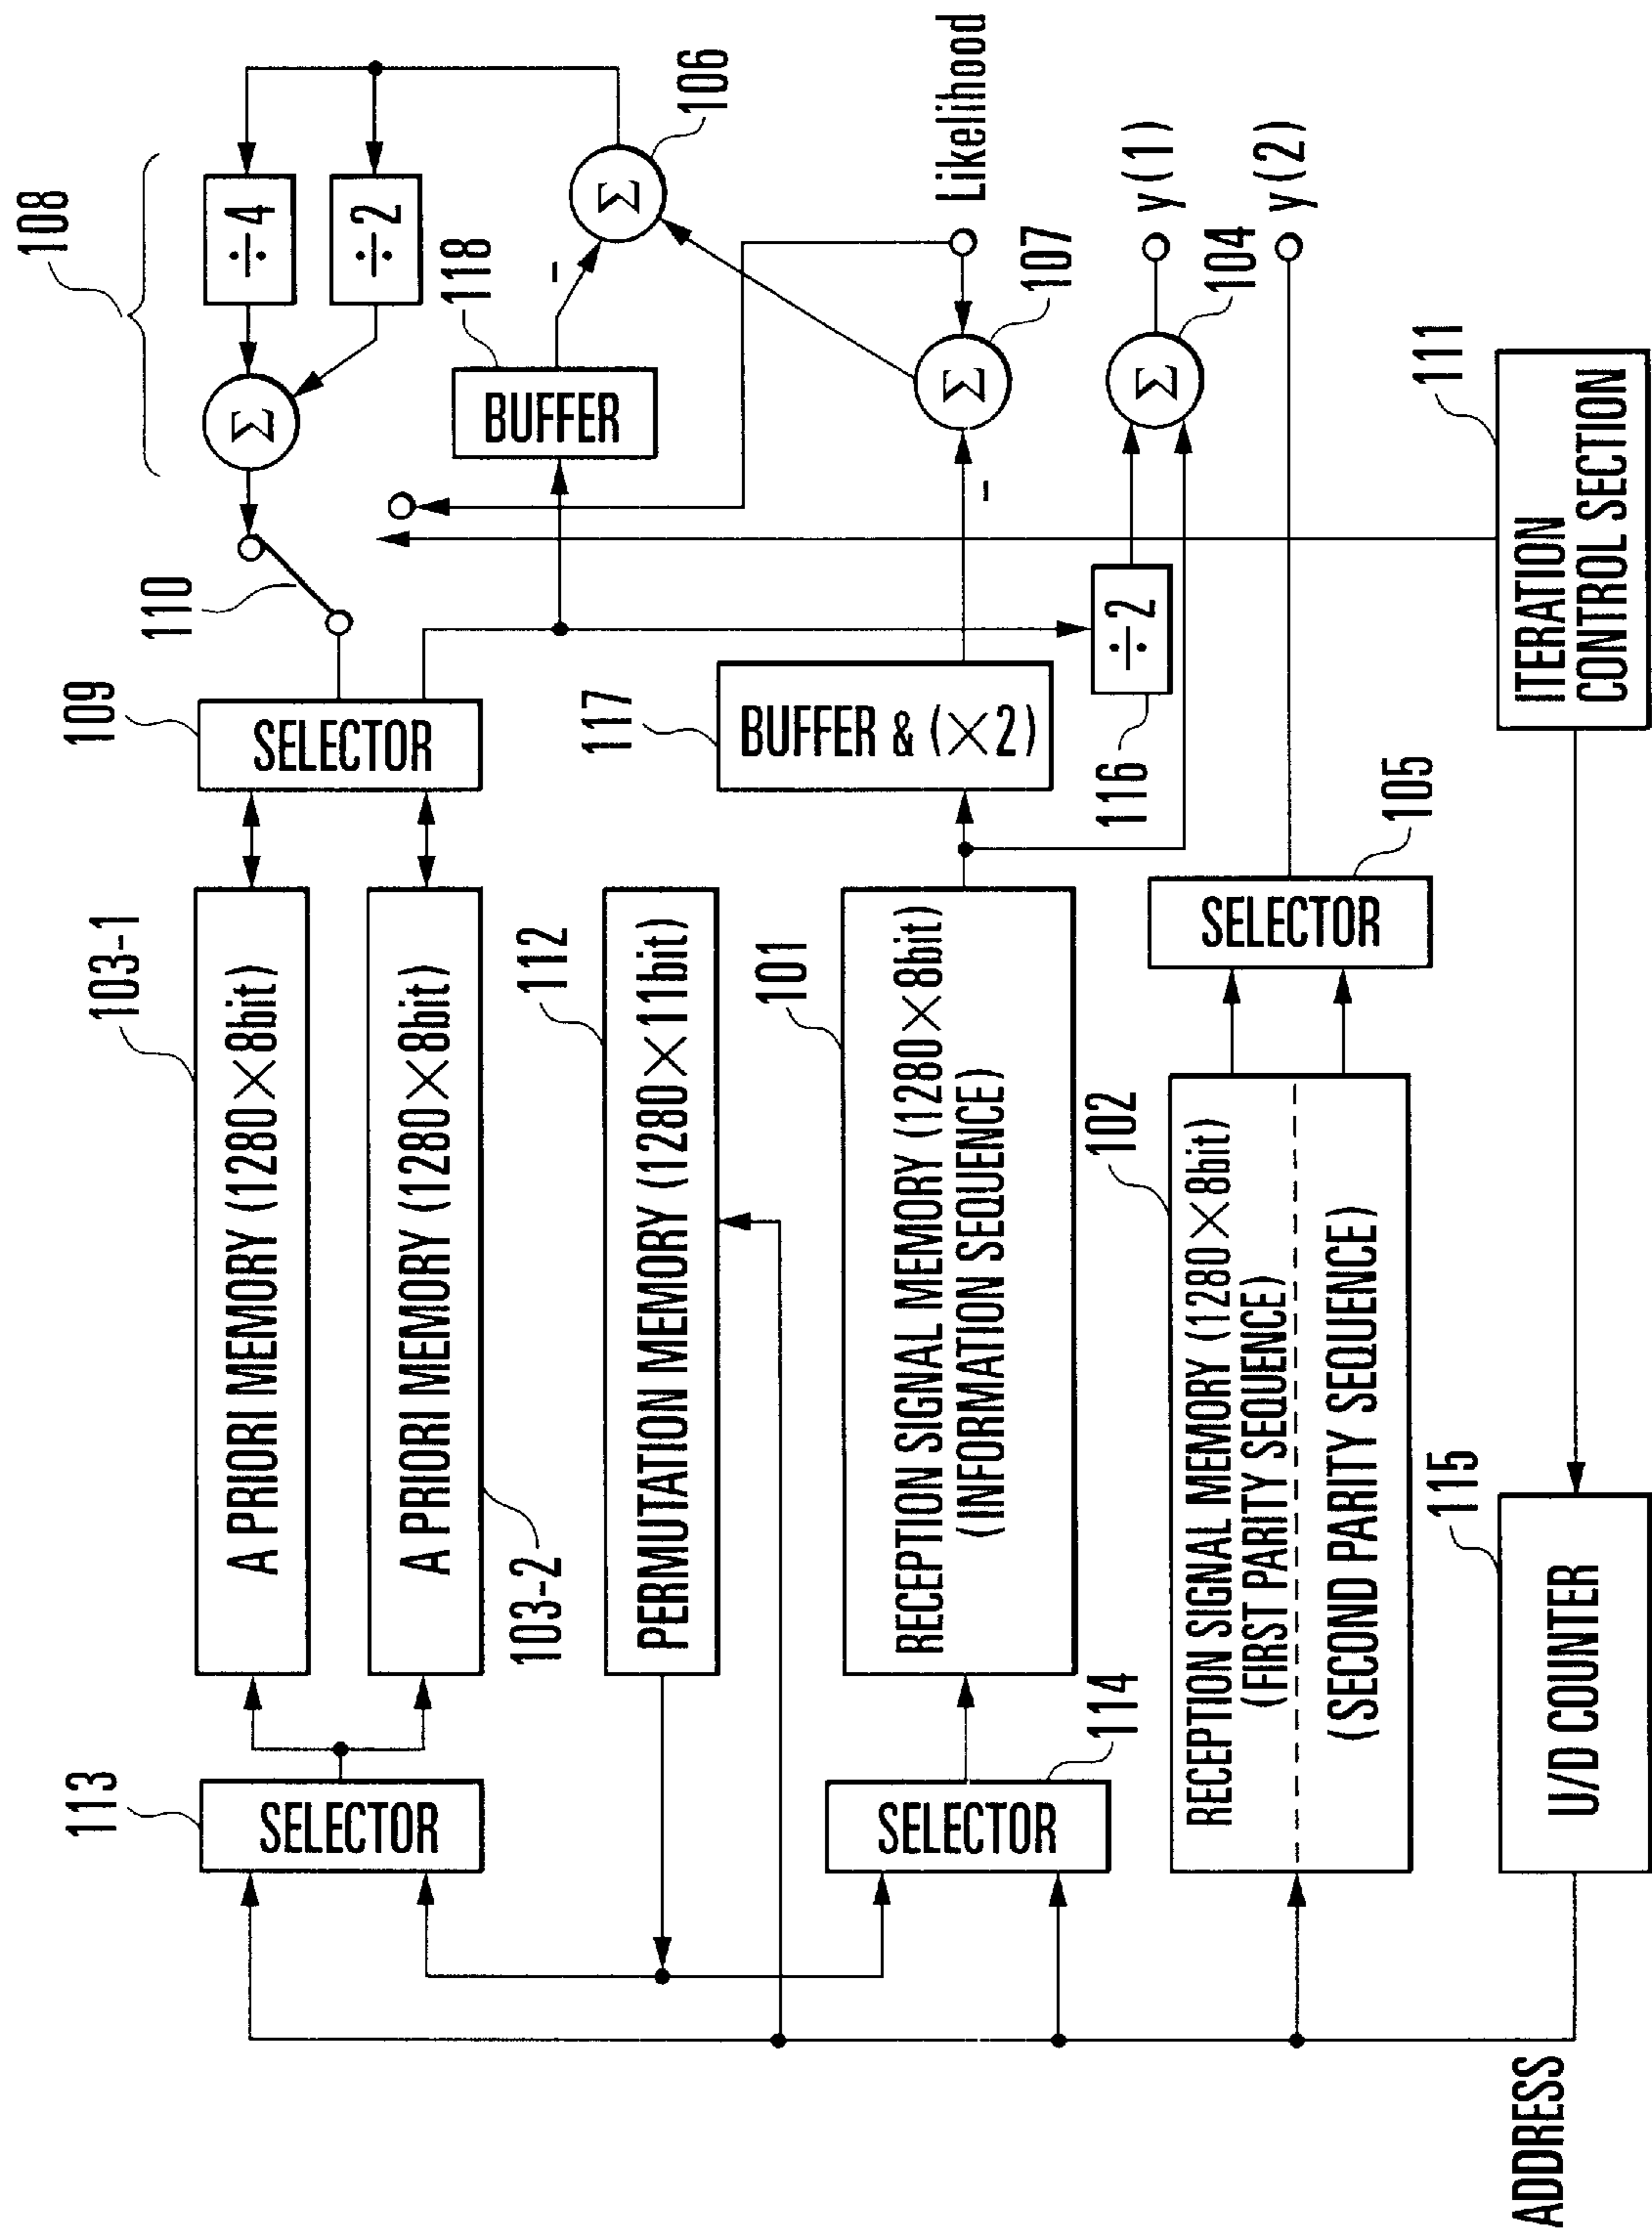 108
106
÷4
÷2
Σ
Σ
118
BUFFER
–
Likelihood
y(1)
y(2)
107
Σ
104
Σ
–
111
ITERATION
CONTROL SECTION
110
109
SELECTOR
117
BUFFER & (×2)
÷2
116
105
SELECTOR
103-1
A PRIORI MEMORY (1280×8bit)
A PRIORI MEMORY (1280×8bit)
103-2
112
PERMUTATION MEMORY (1280×11bit)
101
RECEPTION SIGNAL MEMORY (1280×8bit)
(INFORMATION SEQUENCE)
102
RECEPTION SIGNAL MEMORY (1280×8bit)
(FIRST PARITY SEQUENCE)
(SECOND PARITY SEQUENCE)
115
U/D COUNTER
113
SELECTOR
114
SELECTOR
ADDRESS